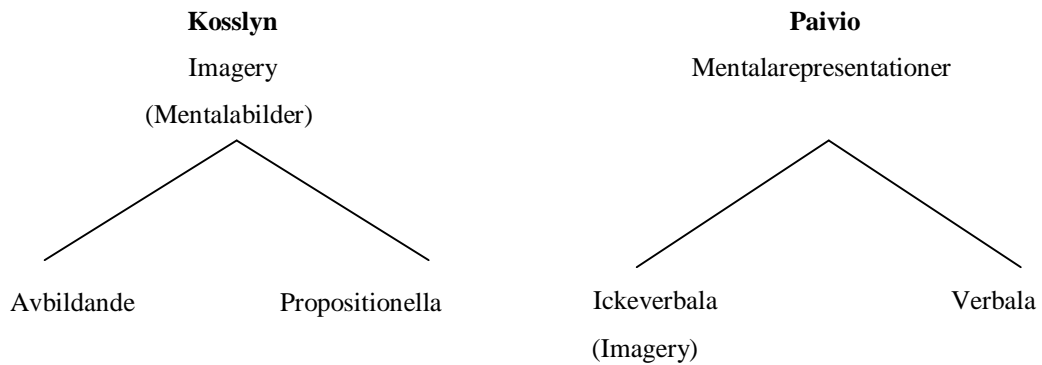 Kosslyn
Imagery
(Mentalabilder)
Avbildande
Propositionella
Paivio
Mentalarepresentationer
Ickeverbala
(Imagery)
Verbala